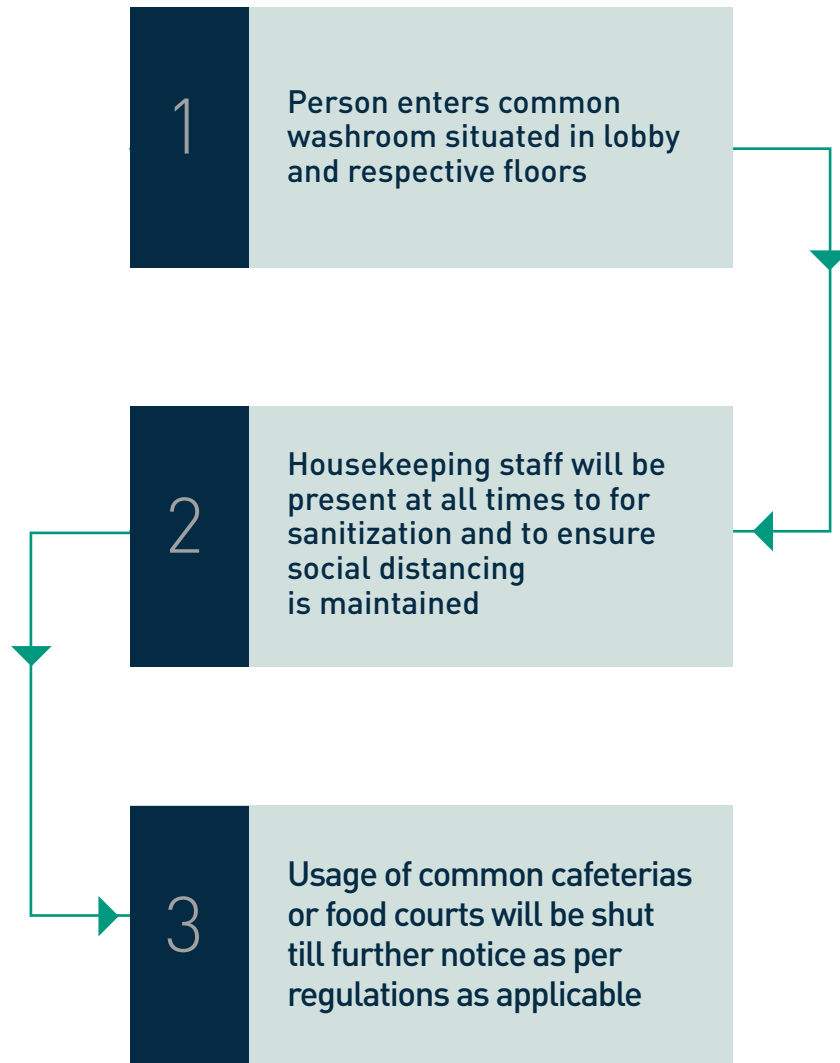 1
Person enters common
washroom situated in lobby
and respective floors
2
Housekeeping staff will be
present at all times to for
sanitization and to ensure
social distancing
is maintained
3
Usage of common cafeterias
or food courts will be shut
till further notice as per
regulations as applicable